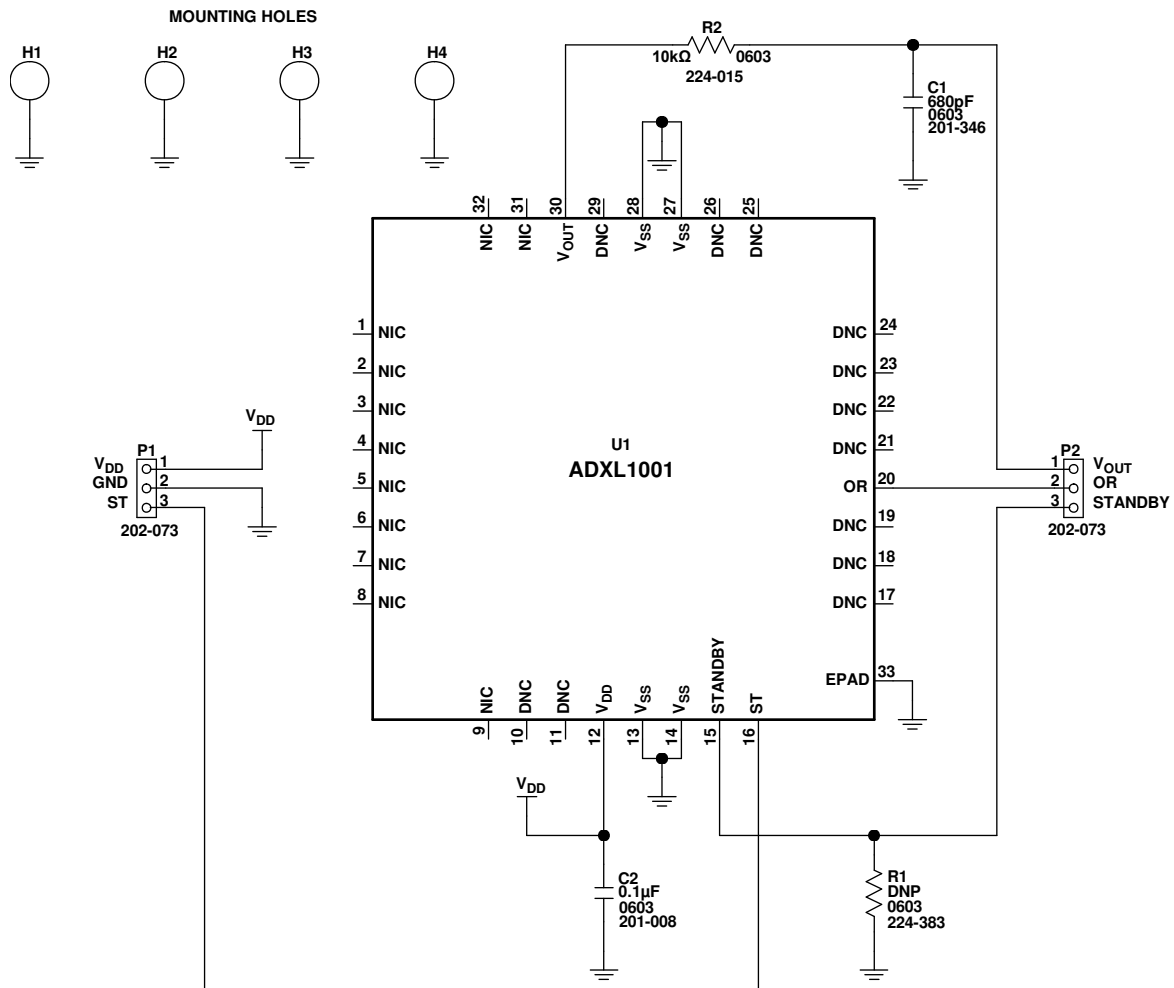 MOUNTING HOLES
H1
H2
H3
H4
R2
10kΩ
0603
224-015
C1
680pF
0603
201-346
32
31
30
29
28
27
26
25
NIC
NIC
VOUT
DNC
VSS
VSS
DNC
DNC
1 NIC
2 NIC
3 NIC
4 NIC
5 NIC
6 NIC
7 NIC
8 NIC
U1
ADXL1001
DNC 24
DNC 23
DNC 22
DNC 21
OR 20
DNC 19
DNC 18
DNC 17
EPAD 33
VDD
P1
VDD 1
GND 2
ST 3
202-073
P2
1 VOUT
2 OR
3 STANDBY
202-073
NIC
DNC
DNC
VDD
VSS
VSS
STANDBY
ST
9
10
11
12
13
14
15
16
VDD
C2
0.1µF
0603
201-008
R1
DNP
0603
224-383